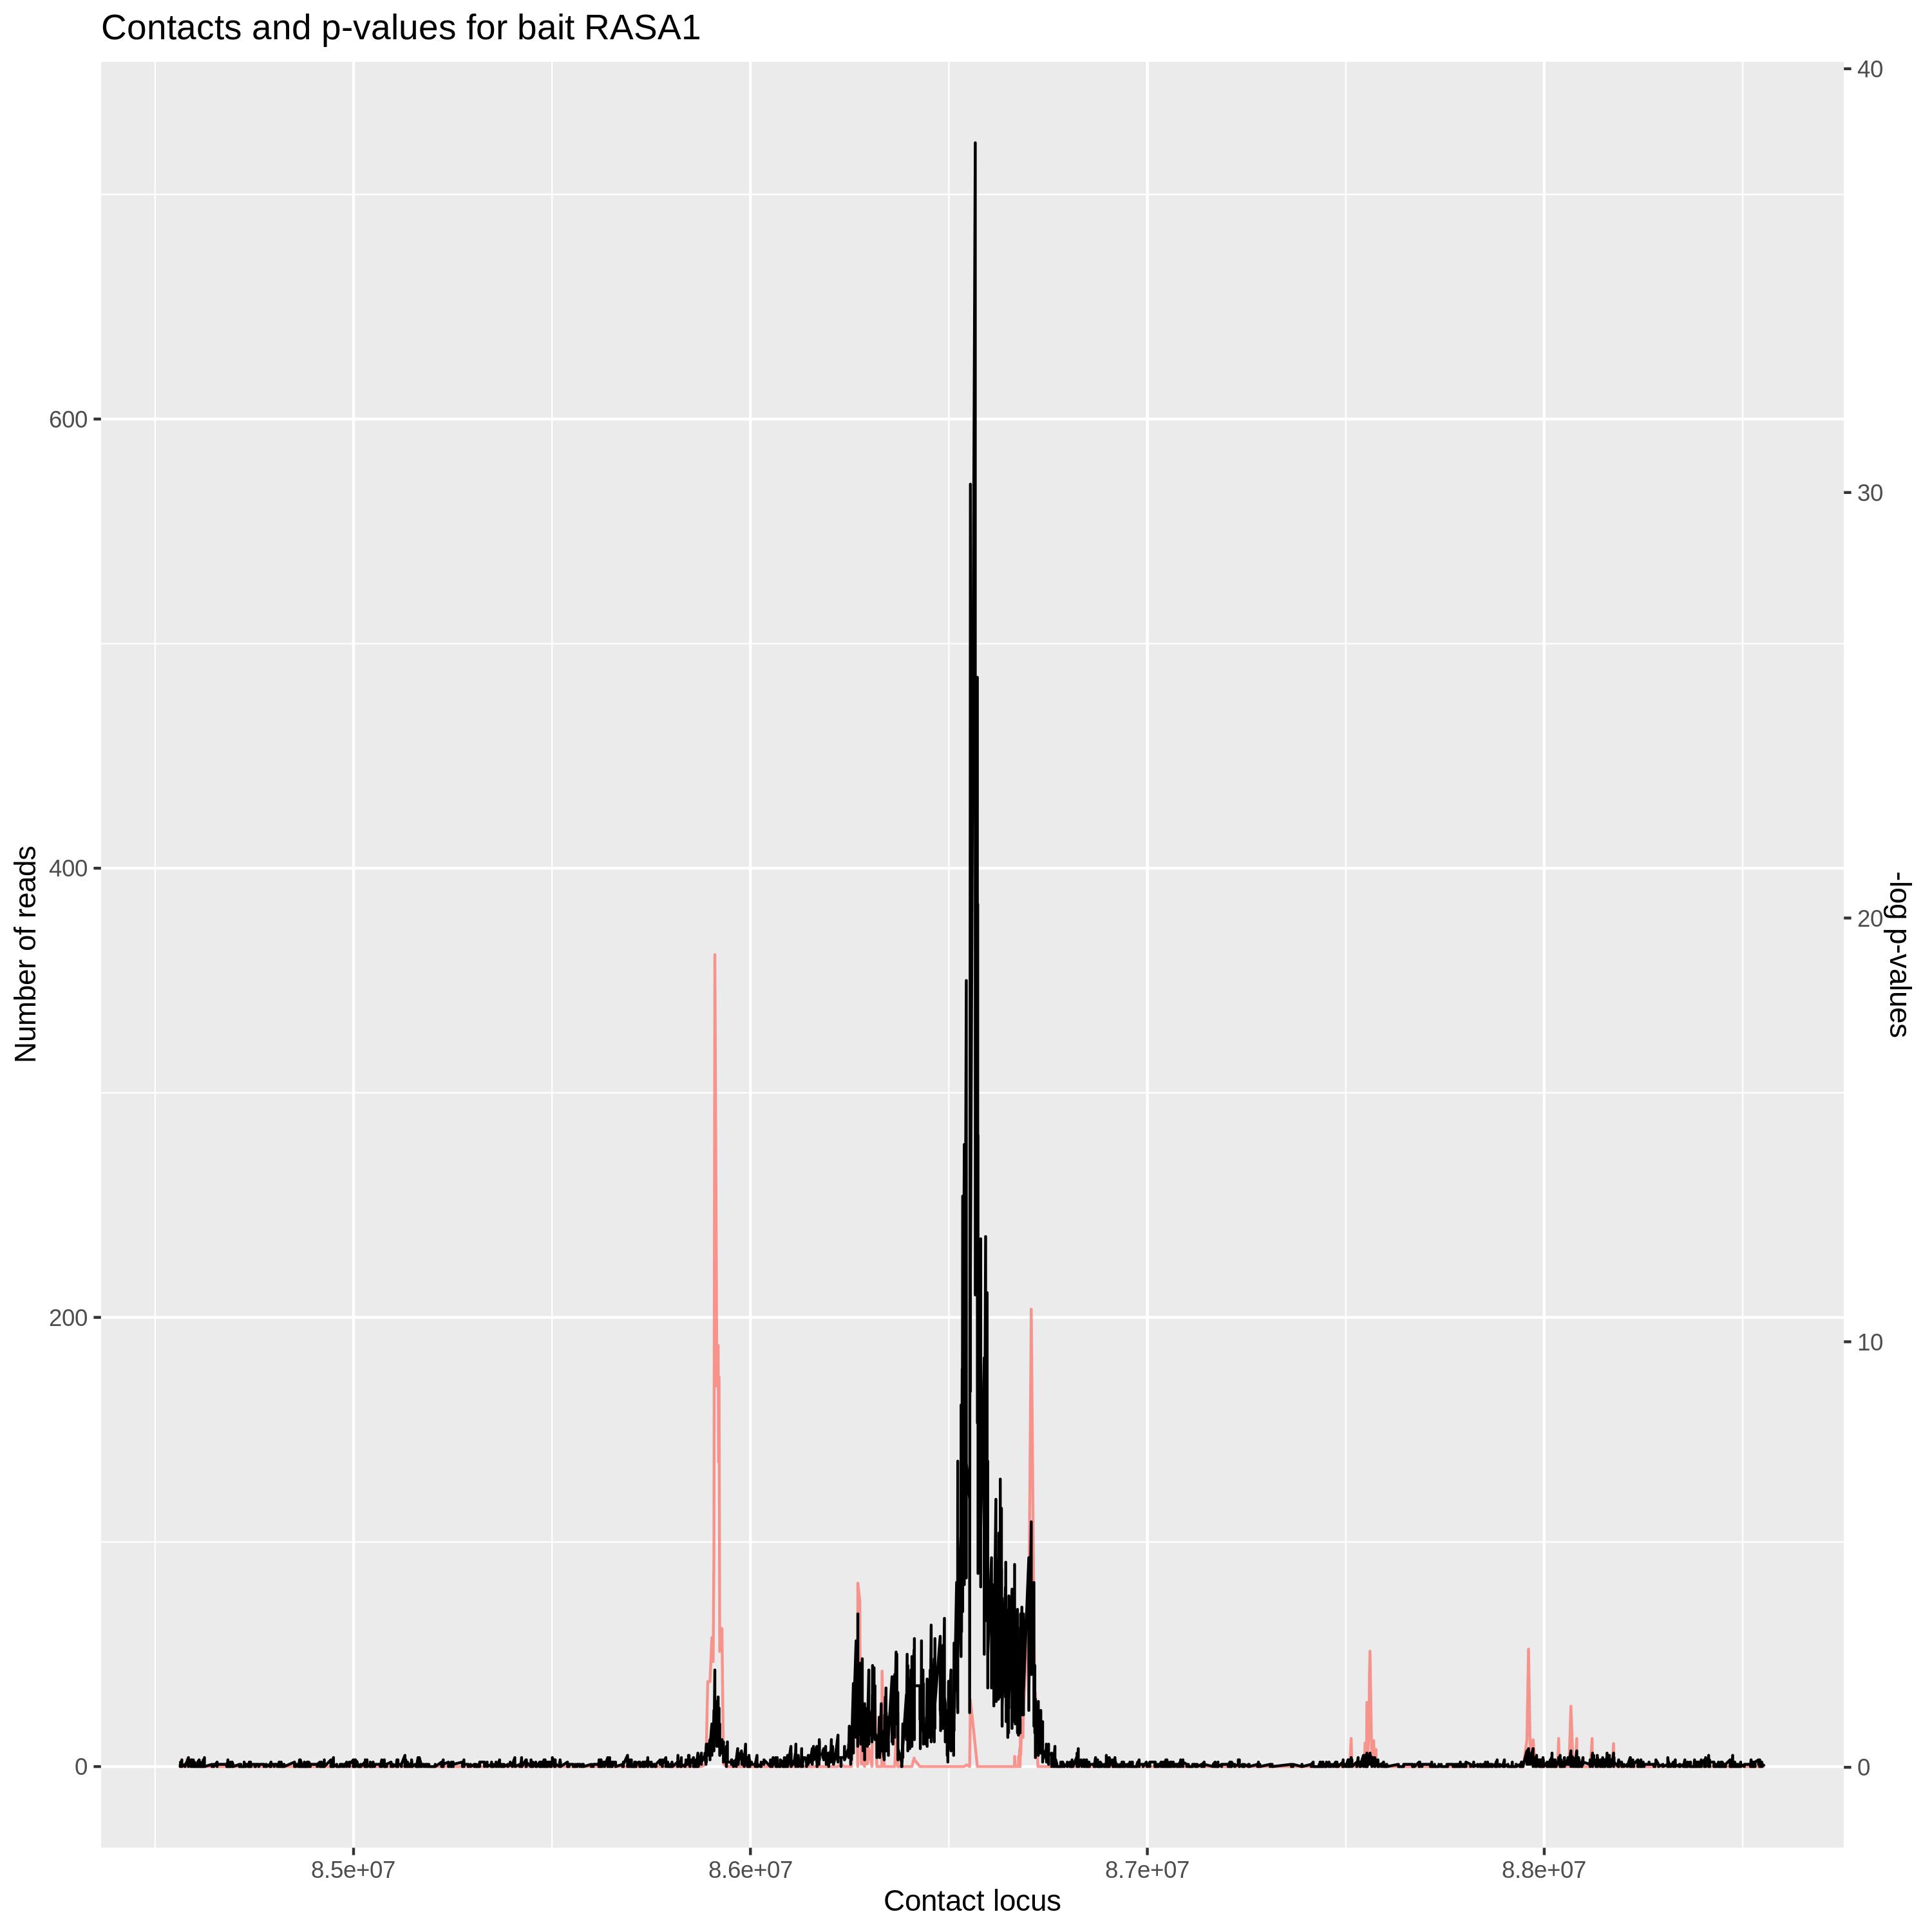 Contacts and p-values for bait RASA1
Number of reads
600
400
200
0
40
30
20
10
0
-log p-values
8.5e+07
8.6e+07
8.7e+07
8.8e+07
Contact locus